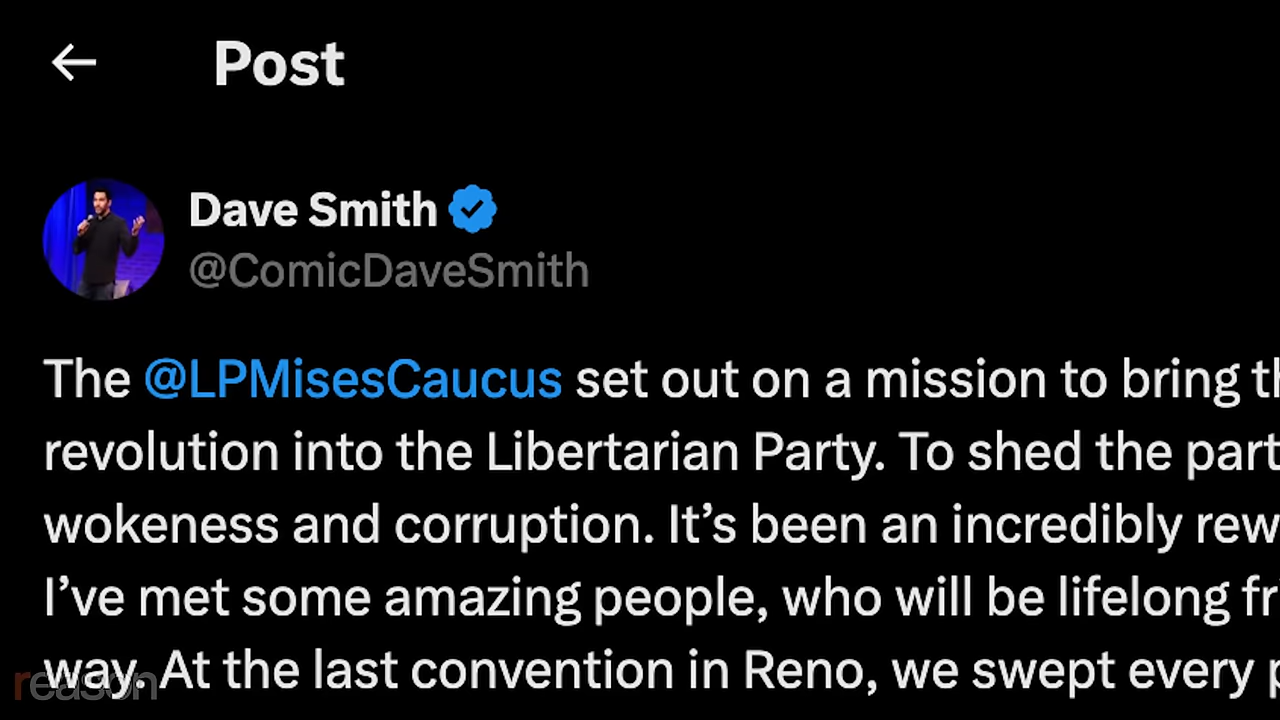 Post
Dave Smith
@ComicDaveSmith
The @LPMisesCaucus set out on a mission to bring
revolution into the Libertarian Party. To shed the
wokeness and corruption. It’s been an incredibly
I’ve met some amazing people, who will be lifelong
way. At the last convention in Reno, we swept every
reason